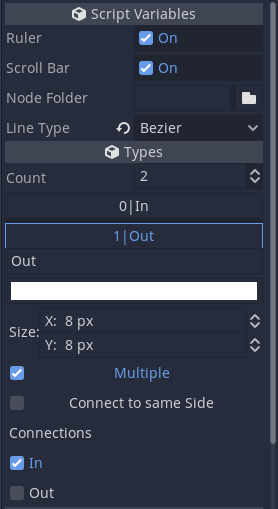 Script Variables
Ruler On
Scroll Bar On
Node Folder
Line Type Bezier
Types
Count 2
0|In
1|Out
Out
Size: X: 8 px
Y: 8 px
Multiple
Connect to same Side
Connections
In
Out